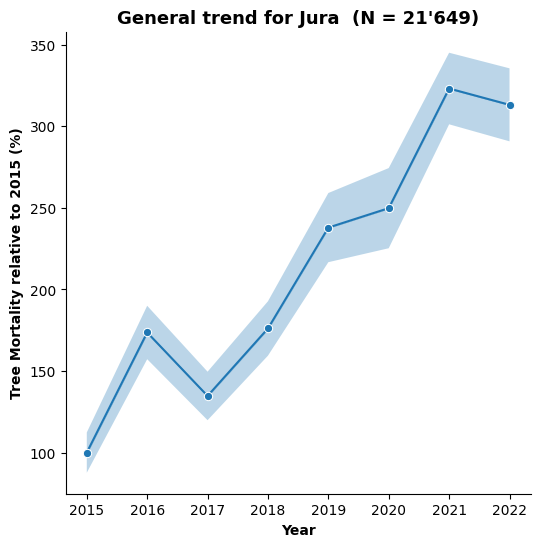 General trend for Jura  (N = 21'649)
Tree Mortality relative to 2015 (%)
350
300
250
200
150
100
2015 2016 2017 2018 2019 2020 2021 2022
Year